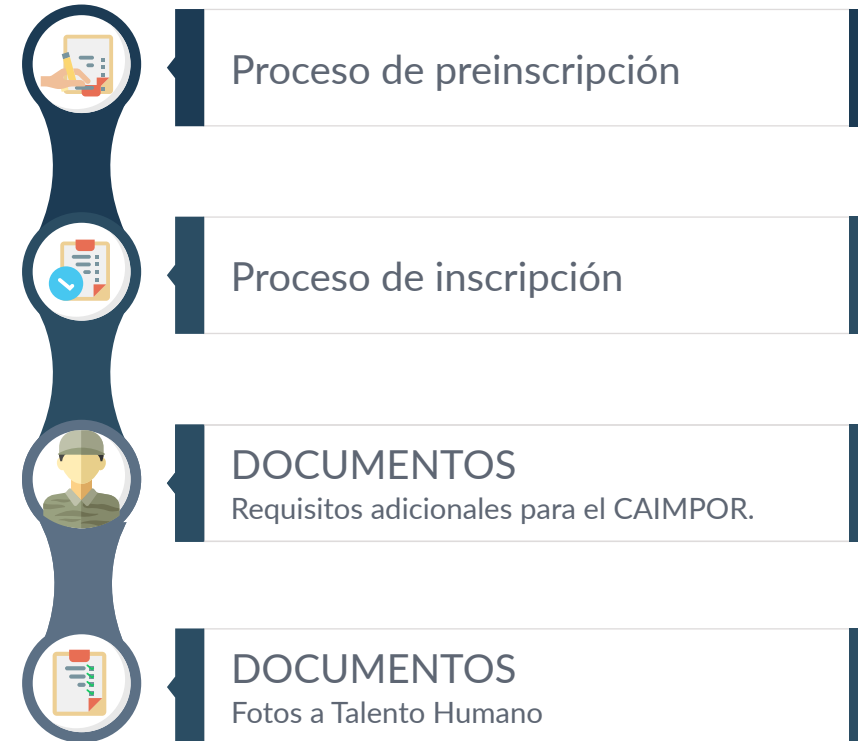 Proceso de preinscripción
Proceso de inscripción
DOCUMENTOS
Requisitos adicionales para el CAIMPOR.
DOCUMENTOS
Fotos a Talento Humano